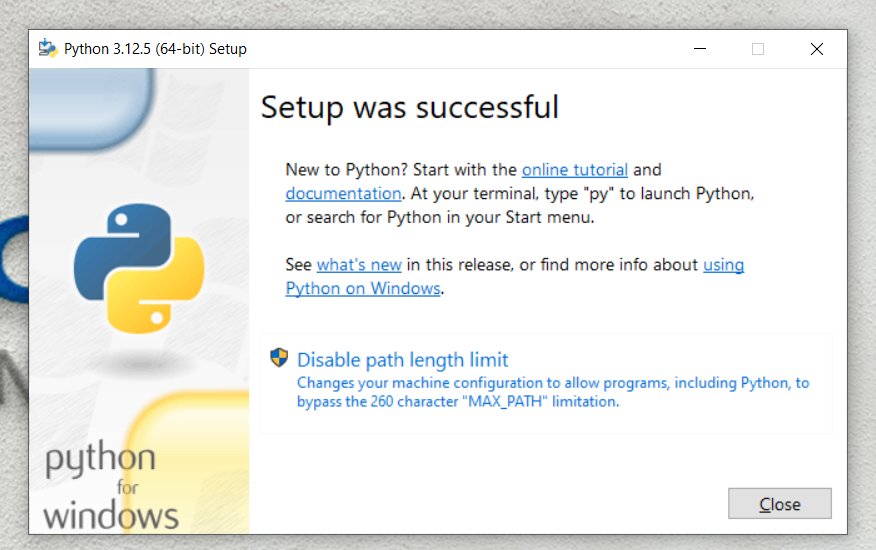 Python 3.12.5 (64-bit) Setup
Setup was successful
New to Python? Start with the online tutorial and
documentation. At your terminal, type "py" to launch Python,
or search for Python in your Start menu.
See what's new in this release, or find more info about using
Python on Windows.
Disable path length limit
Changes your machine configuration to allow programs, including Python, to
bypass the 260 character "MAX_PATH" limitation.
python
for
windows
Close